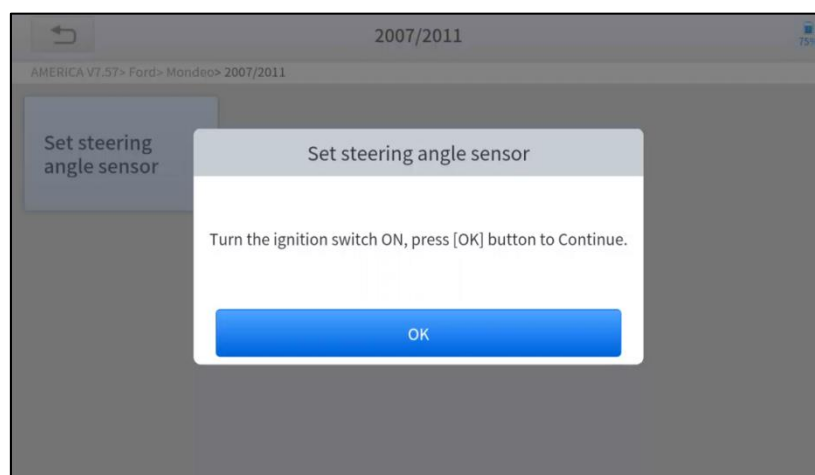 2007/2011
75%
AMERICA V7.57> Ford> Mondeo> 2007/2011
Set steering
angle sensor
Set steering angle sensor
Turn the ignition switch ON, press [OK] button to Continue.
OK